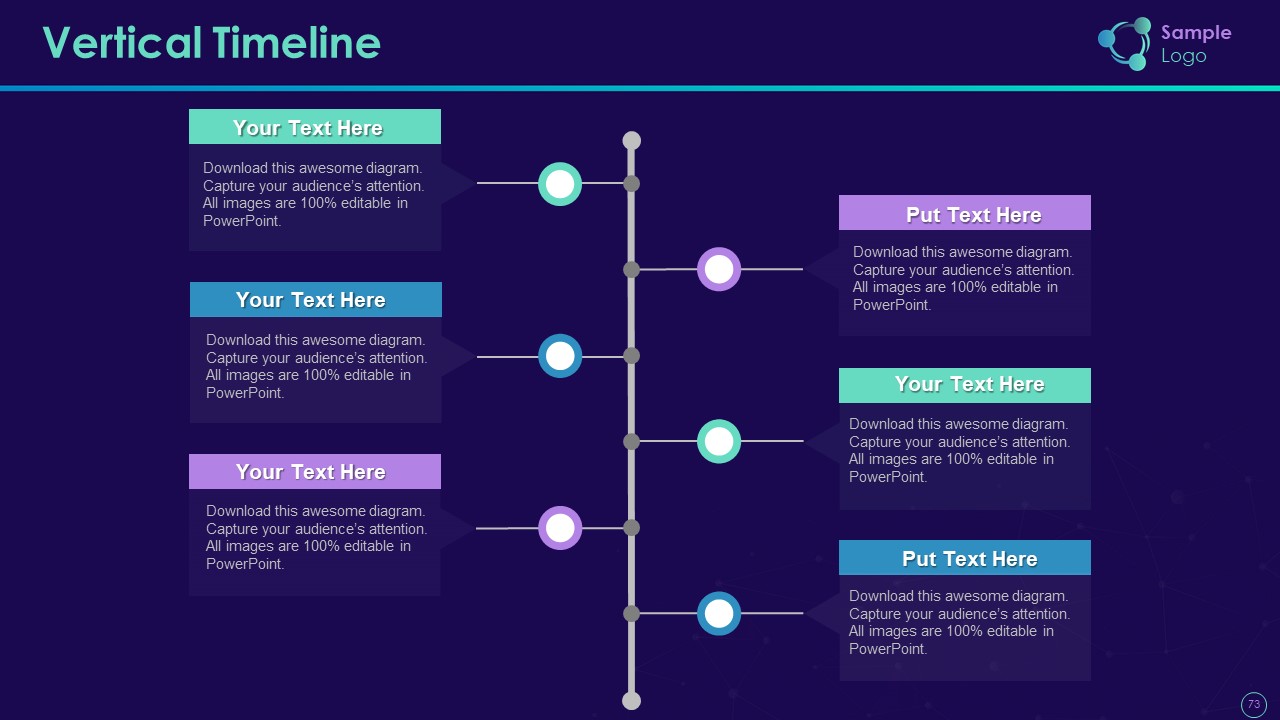 Vertical Timeline
Sample
Logo
Your Text Here
Download this awesome diagram.
Capture your audience’s attention.
All images are 100% editable in
PowerPoint.
Put Text Here
Download this awesome diagram.
Capture your audience’s attention.
All images are 100% editable in
PowerPoint.
Your Text Here
Download this awesome diagram.
Capture your audience’s attention.
All images are 100% editable in
PowerPoint.
Your Text Here
Download this awesome diagram.
Capture your audience’s attention.
All images are 100% editable in
PowerPoint.
Your Text Here
Download this awesome diagram.
Capture your audience’s attention.
All images are 100% editable in
PowerPoint.
Put Text Here
Download this awesome diagram.
Capture your audience’s attention.
All images are 100% editable in
PowerPoint.
73